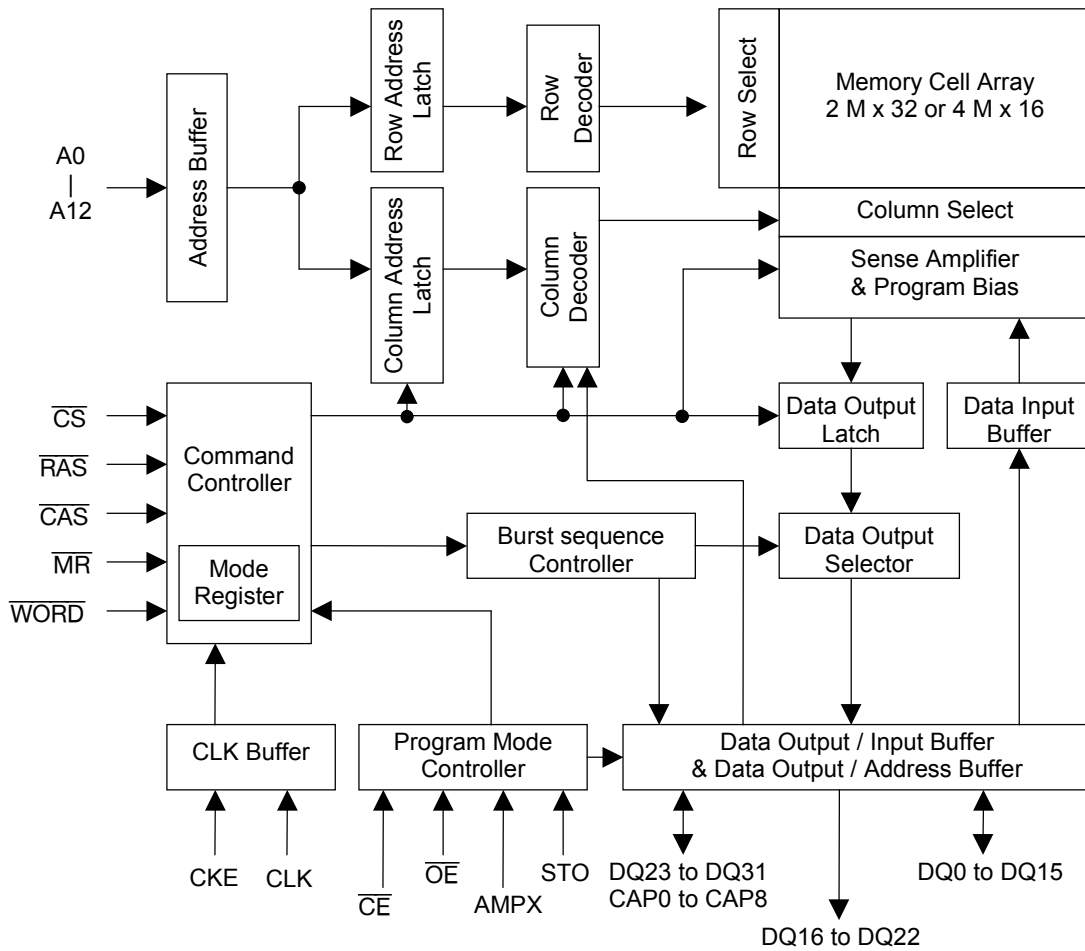 Row Address
Latch
Row
Decoder
Row Select
Memory Cell Array
2 M x 32 or 4 M x 16
A0
|
A12
Address Buffer
Column Address
Latch
Column
Decoder
Column Select
Sense Amplifier
& Program Bias
CS
RAS
CAS
MR
WORD
Command
Controller
Mode
Register
Data Output
Latch
Data Input
Buffer
Burst sequence
Controller
Data Output
Selector
CLK Buffer
Program Mode
Controller
Data Output / Input Buffer
& Data Output / Address Buffer
CKE
CLK
CE
OE
AMPX
STO
DQ23 to DQ31
CAP0 to CAP8
DQ0 to DQ15
DQ16 to DQ22